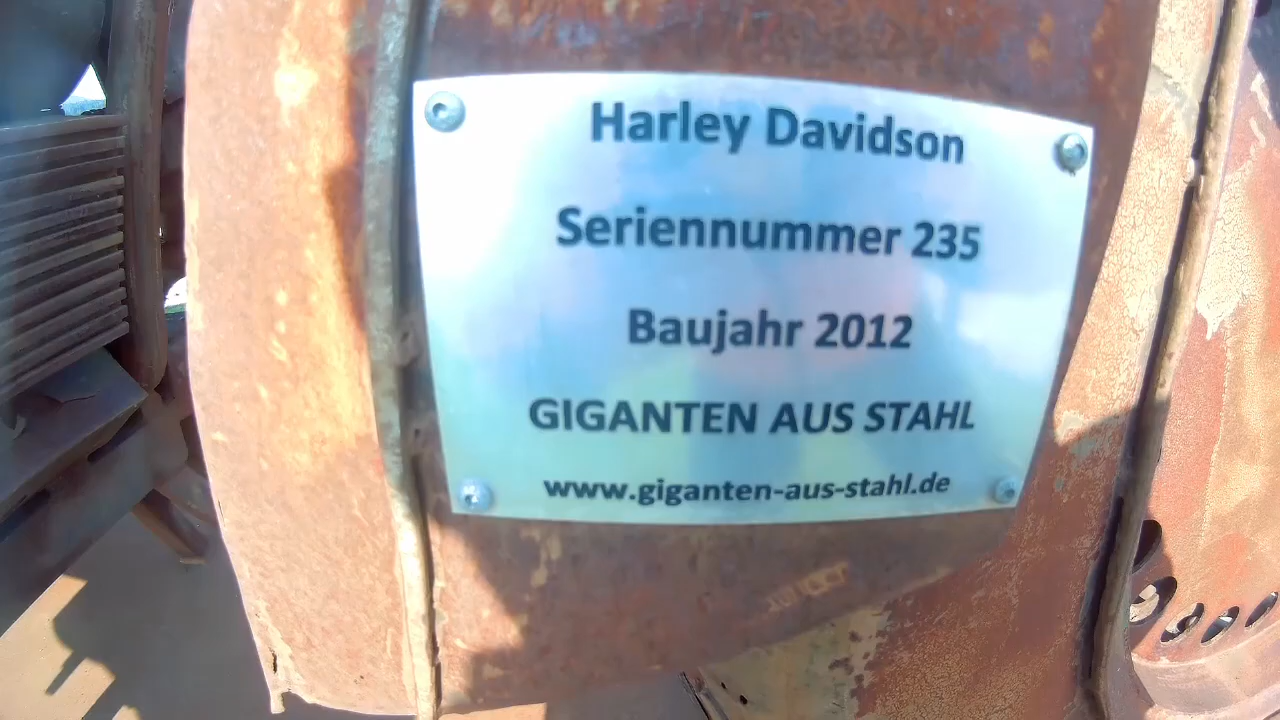 Harley Davidson
Seriennummer 235
Baujahr 2012
GIGANTEN AUS STAHL
www.giganten-aus-stahl.de